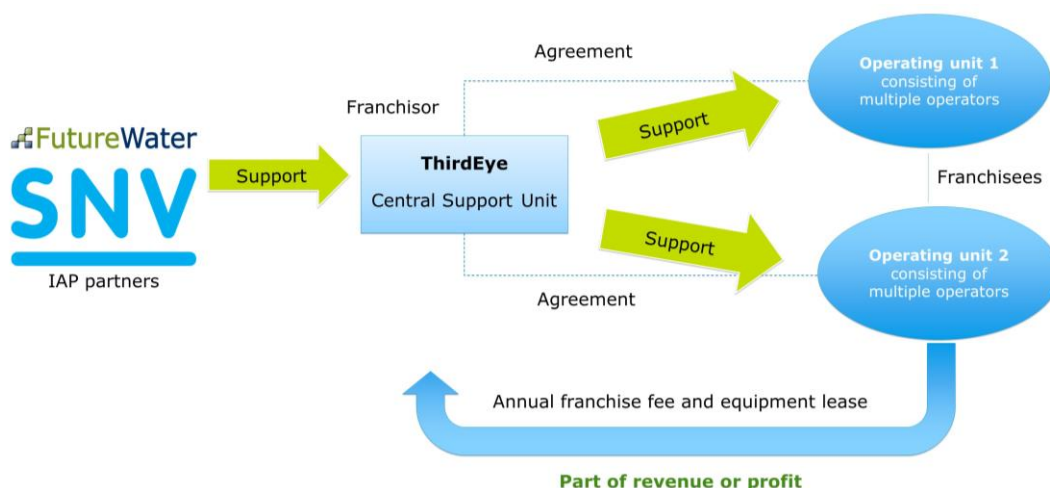 FutureWater
SNV
IAP partners
Support
Franchisor
ThirdEye
Central Support Unit
Agreement
Support
Support
Agreement
Operating unit 1
consisting of
multiple operators
Franchisees
Operating unit 2
consisting of
multiple operators
Annual franchise fee and equipment lease
Part of revenue or profit